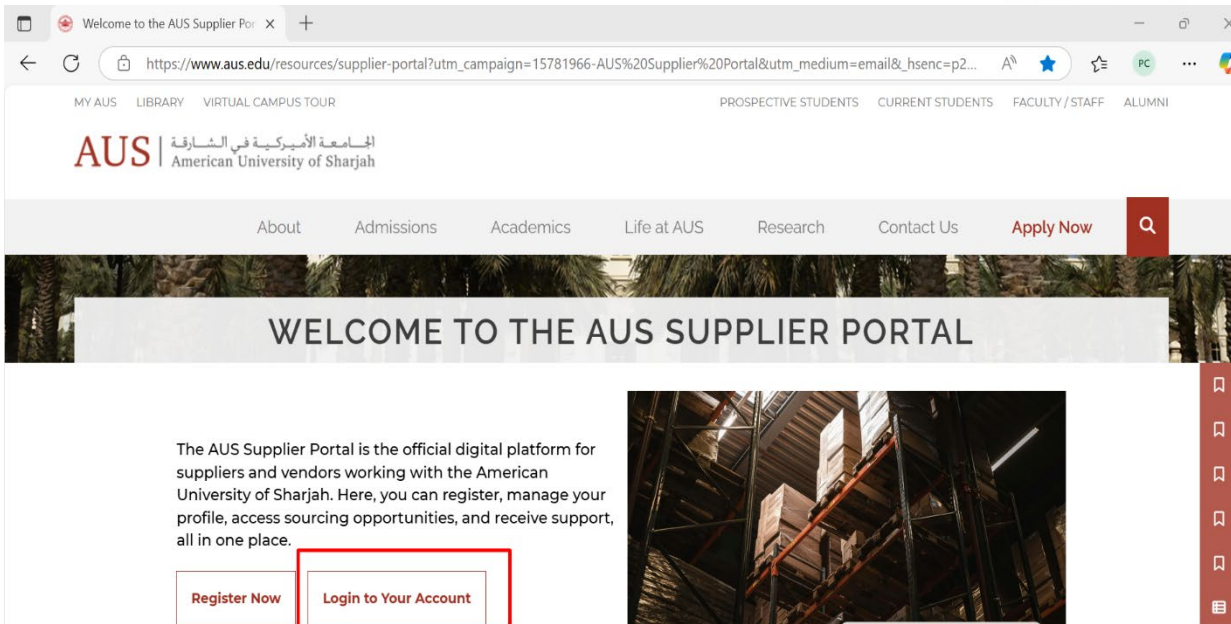 Welcome to the AUS Supplier Por
https://www.aus.edu/resources/supplier-portal?utm_campaign=15781966-AUS%20Supplier%20Portal&utm_medium=email&_hsenc=p2...
PC
MY AUS LIBRARY VIRTUAL CAMPUS TOUR PROSPECTIVE STUDENTS CURRENT STUDENTS FACULTY / STAFF ALUMNI
AUS
الجامعة الأميركية في الشارقة
American University of Sharjah
About Admissions Academics Life at AUS Research Contact Us Apply Now
WELCOME TO THE AUS SUPPLIER PORTAL
The AUS Supplier Portal is the official digital platform for
suppliers and vendors working with the American
University of Sharjah. Here, you can register, manage your
profile, access sourcing opportunities, and receive support,
all in one place.
Register Now Login to Your Account